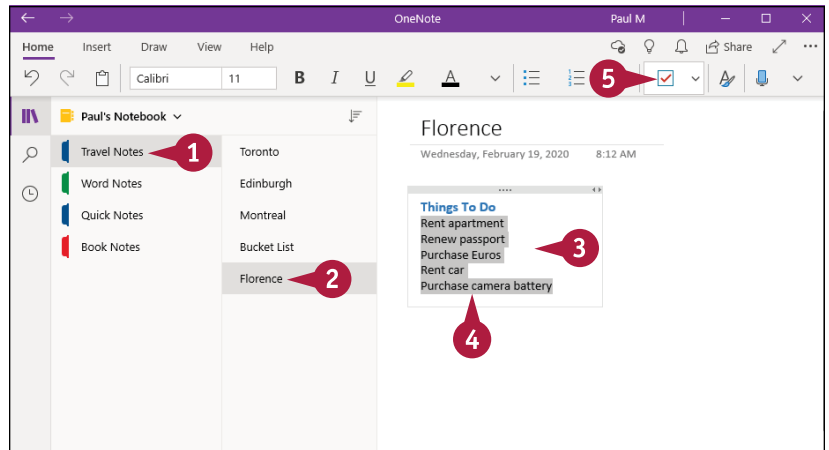 OneNote
Paul M
Home Insert Draw View Help
Share
Calibri 11 B I U A 5
Paul's Notebook
Travel Notes 1
Word Notes
Quick Notes
Book Notes
Toronto
Edinburgh
Montreal
Bucket List
Florence 2
Florence
Wednesday, February 19, 2020 8:12 AM
Things To Do
Rent apartment
Renew passport
Purchase Euros
Rent car
Purchase camera battery
3
4